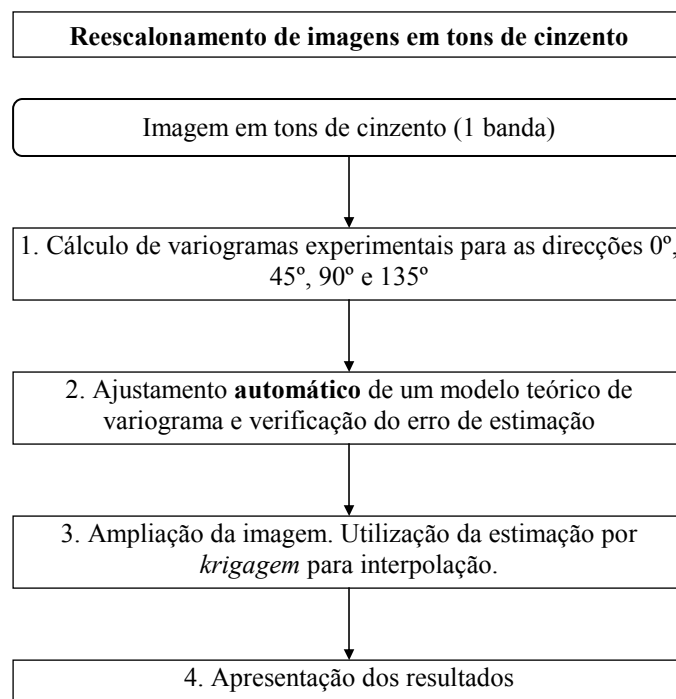 Reescalonamento de imagens em tons de cinzento
Imagem em tons de cinzento (1 banda)
1. Cálculo de variogramas experimentais para as direcções 0º,
45º, 90º e 135º
2. Ajustamento automático de um modelo teórico de
variograma e verificação do erro de estimação
3. Ampliação da imagem. Utilização da estimação por
krigagem para interpolação.
4. Apresentação dos resultados